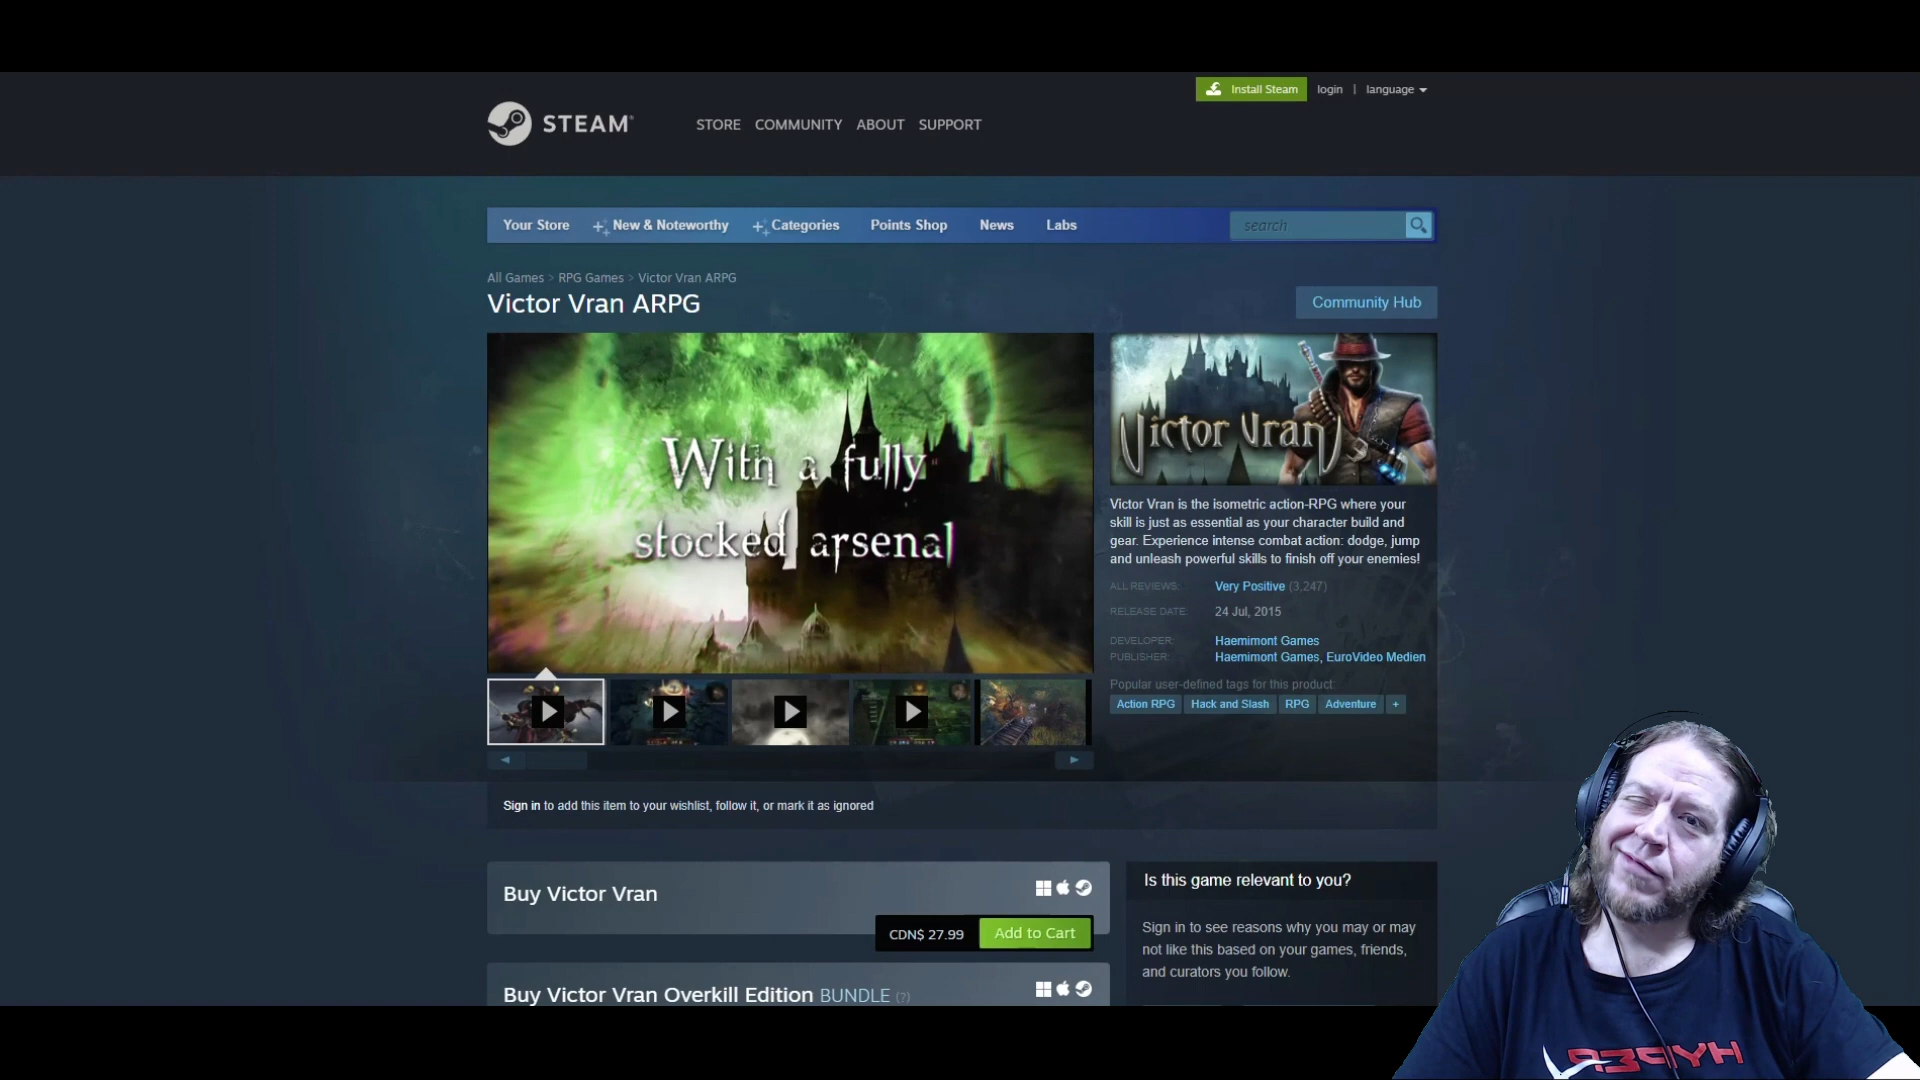 Install Steam
login | language
STEAM
STORE COMMUNITY ABOUT SUPPORT
Your Store New & Noteworthy Categories Points Shop News Labs
search
All Games > RPG Games > Victor Vran ARPG
Victor Vran ARPG
Community Hub
With a fully
stocked arsenal
Victor Vran
Victor Vran is the isometric action-RPG where your
skill is just as essential as your character build and
gear. Experience intense combat action: dodge, jump
and unleash powerful skills to finish off your enemies!
ALL REVIEWS: Very Positive (3,247)
RELEASE DATE: 24 Jul, 2015
DEVELOPER: Haemimont Games
PUBLISHER: Haemimont Games, EuroVideo Medien
Popular user-defined tags for this product:
Action RPG Hack and Slash RPG Adventure +
Sign in to add this item to your wishlist, follow it, or mark it as ignored
Buy Victor Vran
CDN$ 27.99 Add to Cart
Buy Victor Vran Overkill Edition BUNDLE (?)
Is this game relevant to you?
Sign in to see reasons why you may or may
not like this based on your games, friends,
and curators you follow.
HYPER